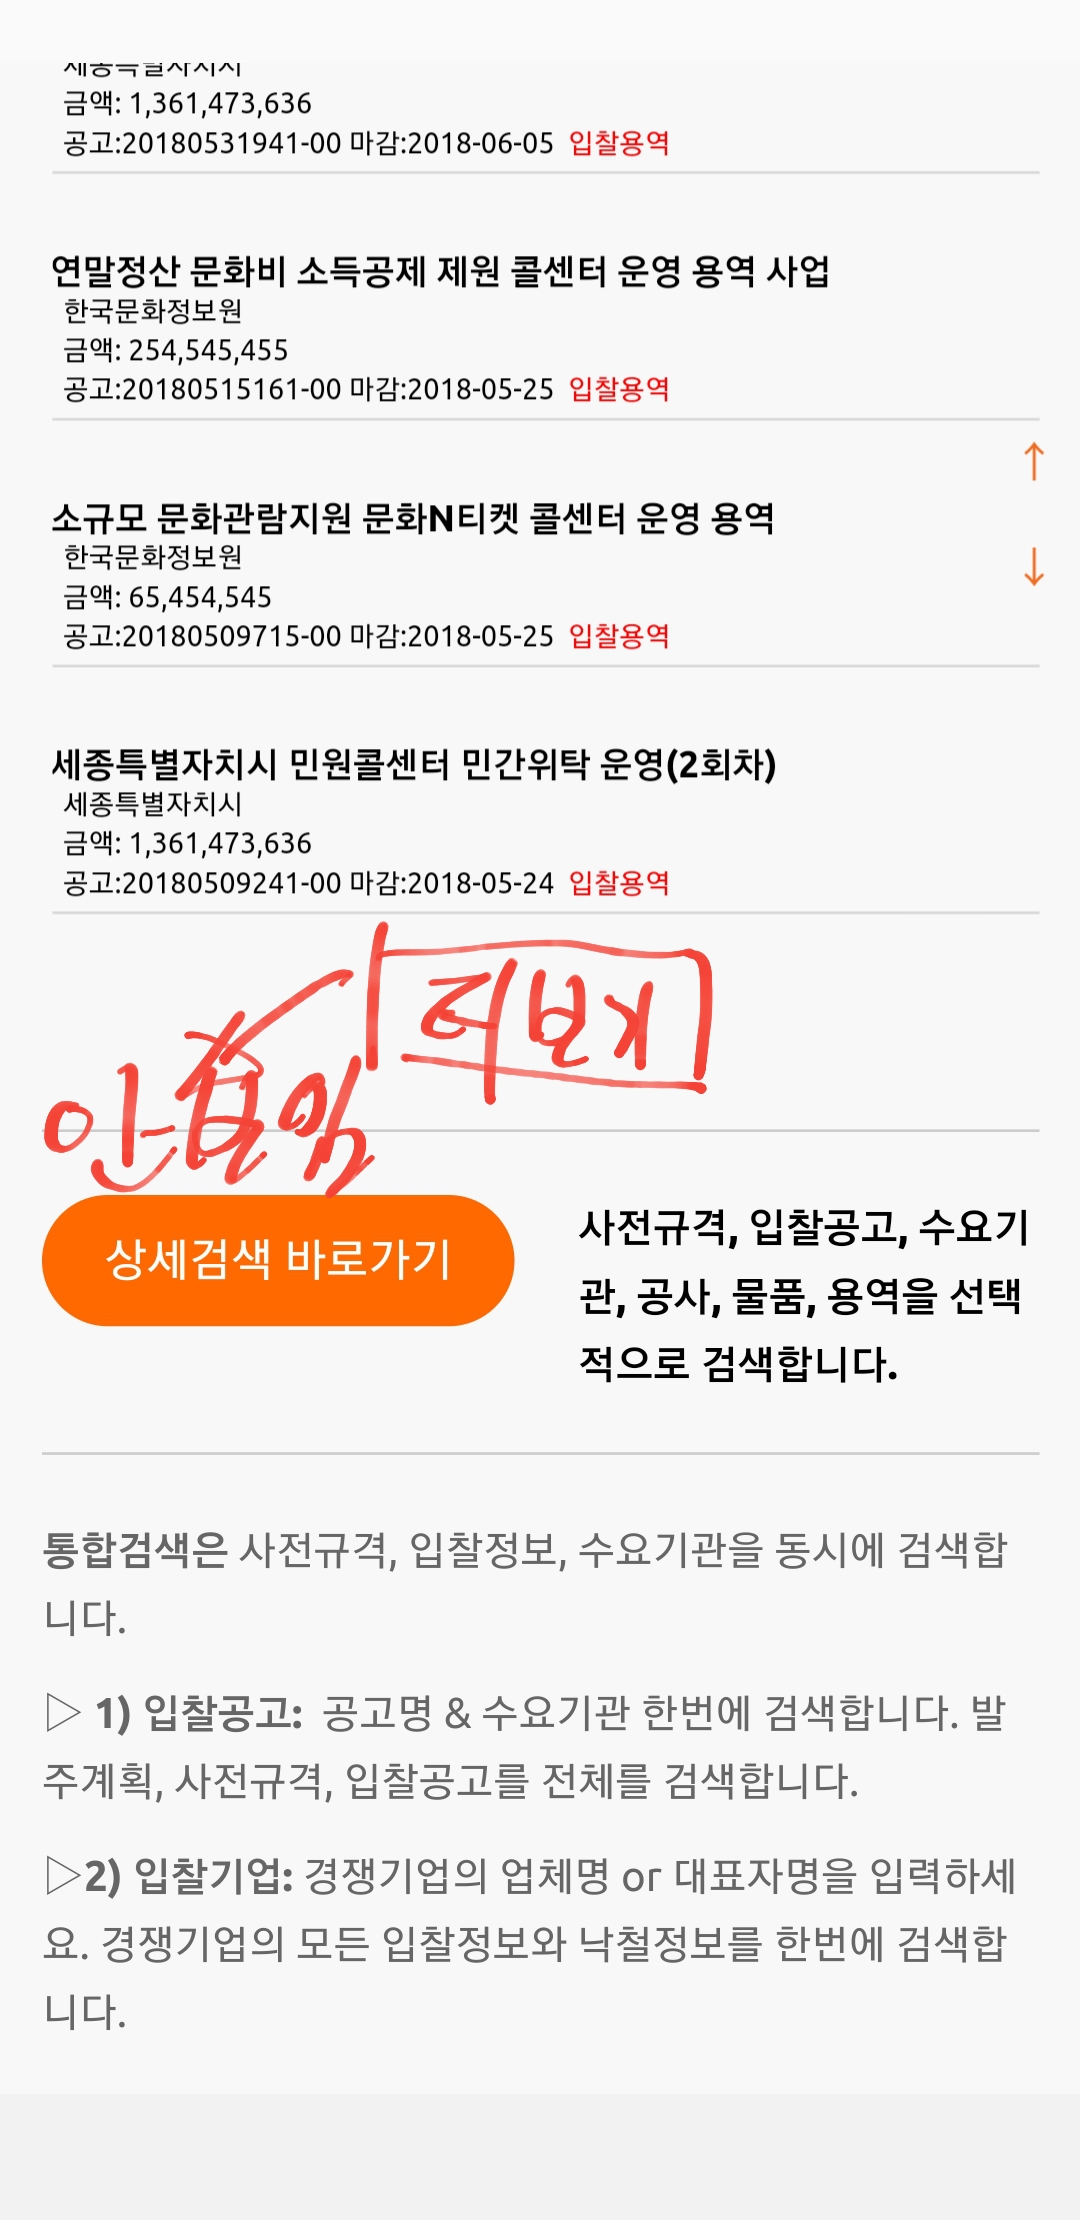 세종특별자치시
금액: 1,361,473,636
공고:20180531941-00 마감:2018-06-05 입찰용역
연말정산 문화비 소득공제 제원 콜센터 운영 용역 사업
한국문화정보원
금액: 254,545,455
공고:20180515161-00 마감:2018-05-25 입찰용역
↑
소규모 문화관람지원 문화N티켓 콜센터 운영 용역
한국문화정보원
↓
금액: 65,454,545
공고:20180509715-00 마감:2018-05-25 입찰용역
세종특별자치시 민원콜센터 민간위탁 운영(2회차)
세종특별자치시
금액: 1,361,473,636
공고:20180509241-00 마감:2018-05-24 입찰용역
더보기
안보임
상세검색 바로가기
사전규격, 입찰공고, 수요기
관, 공사, 물품, 용역을 선택
적으로 검색합니다.
통합검색은 사전규격, 입찰정보, 수요기관을 동시에 검색합
니다.
▷ 1) 입찰공고: 공고명 & 수요기관 한번에 검색합니다. 발
주계획, 사전규격, 입찰공고를 전체를 검색합니다.
▷2) 입찰기업: 경쟁기업의 업체명 or 대표자명을 입력하세
요. 경쟁기업의 모든 입찰정보와 낙철정보를 한번에 검색합
니다.